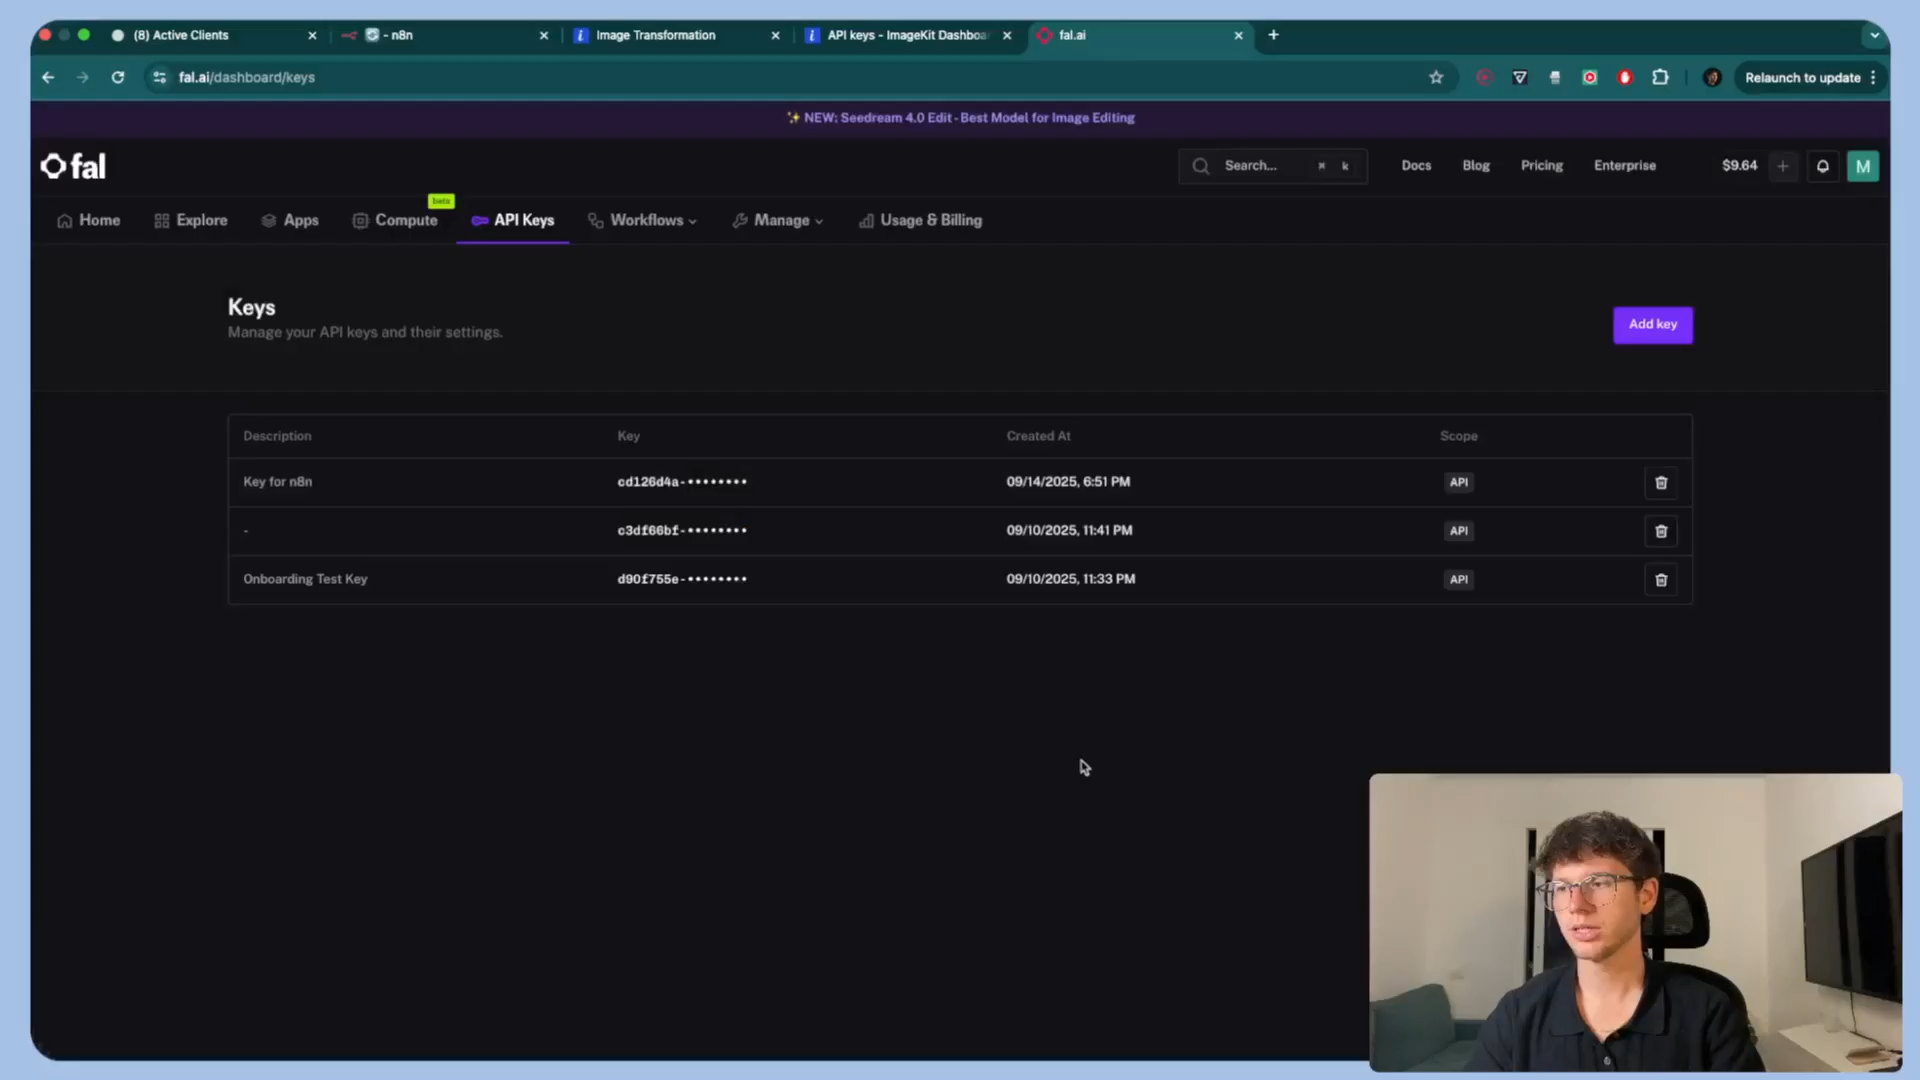 (8) Active Clients
- n8n
Image Transformation
API keys - ImageKit Dashboa
fal.ai
fal.ai/dashboard/keys
Relaunch to update
✨ NEW: Seedream 4.0 Edit - Best Model for Image Editing
fal
Search...
k
Docs
Blog
Pricing
Enterprise
$9.64
M
Home
Explore
Apps
Compute
beta
API Keys
Workflows
Manage
Usage & Billing
Keys
Manage your API keys and their settings.
Add key
Description Key Created At Scope
Key for n8n cd126d4a-•••••••• 09/14/2025, 6:51 PM API
- c3df66bf-•••••••• 09/10/2025, 11:41 PM API
Onboarding Test Key d90f755e-•••••••• 09/10/2025, 11:33 PM API